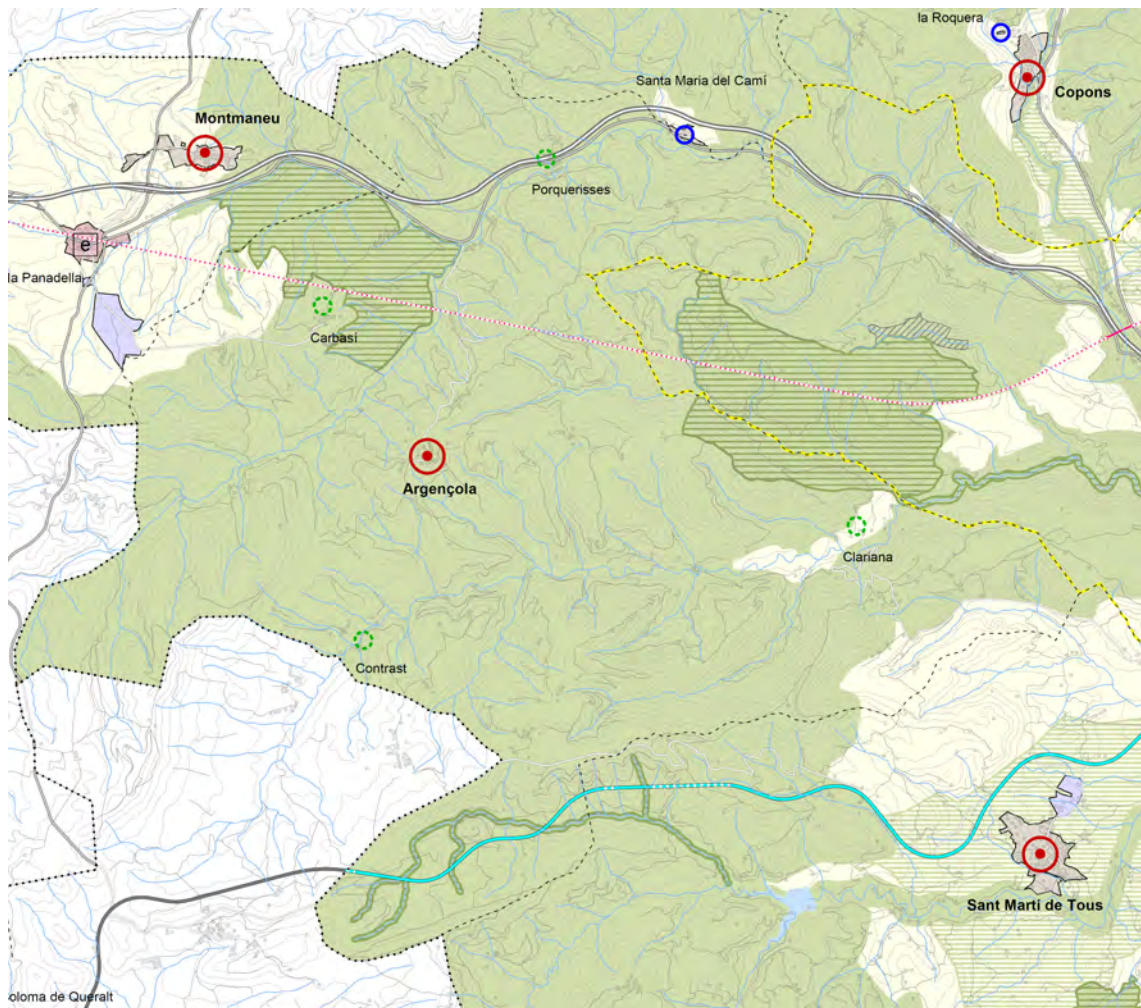 la Roquera
Santa Maria del Camí
Copons
Montmaneu
Porquerisses
e
la Panadella
Carbasí
Argençola
Clariana
Contrast
Sant Martí de Tous
oloma de Queralt